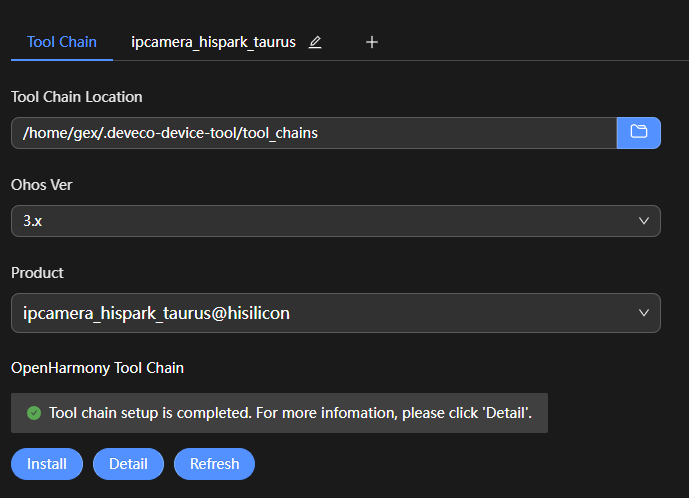 Tool Chain ipcamera_hispark_taurus
Tool Chain Location
/home/gex/.deveco-device-tool/tool_chains
Ohos Ver
3.x
Product
ipcamera_hispark_taurus@hisilicon
OpenHarmony Tool Chain
Tool chain setup is completed. For more infomation, please click 'Detail'.
Install Detail Refresh